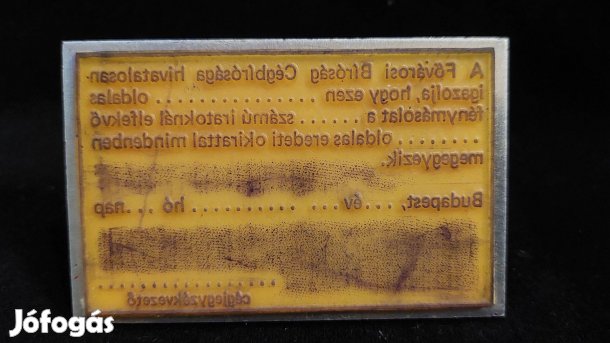 A Fővárosi Bíróság Cégbírósága hivatalosan
igazolja, hogy ezen .............. oldalas
fénymásolat a ...... számú iratoknál elfekvő
........ oldalas eredeti okirattal mindenben
megegyezik.
Budapest, ....év... ............ hó ... nap
........................
cégjegyzékvezető
Jófogás